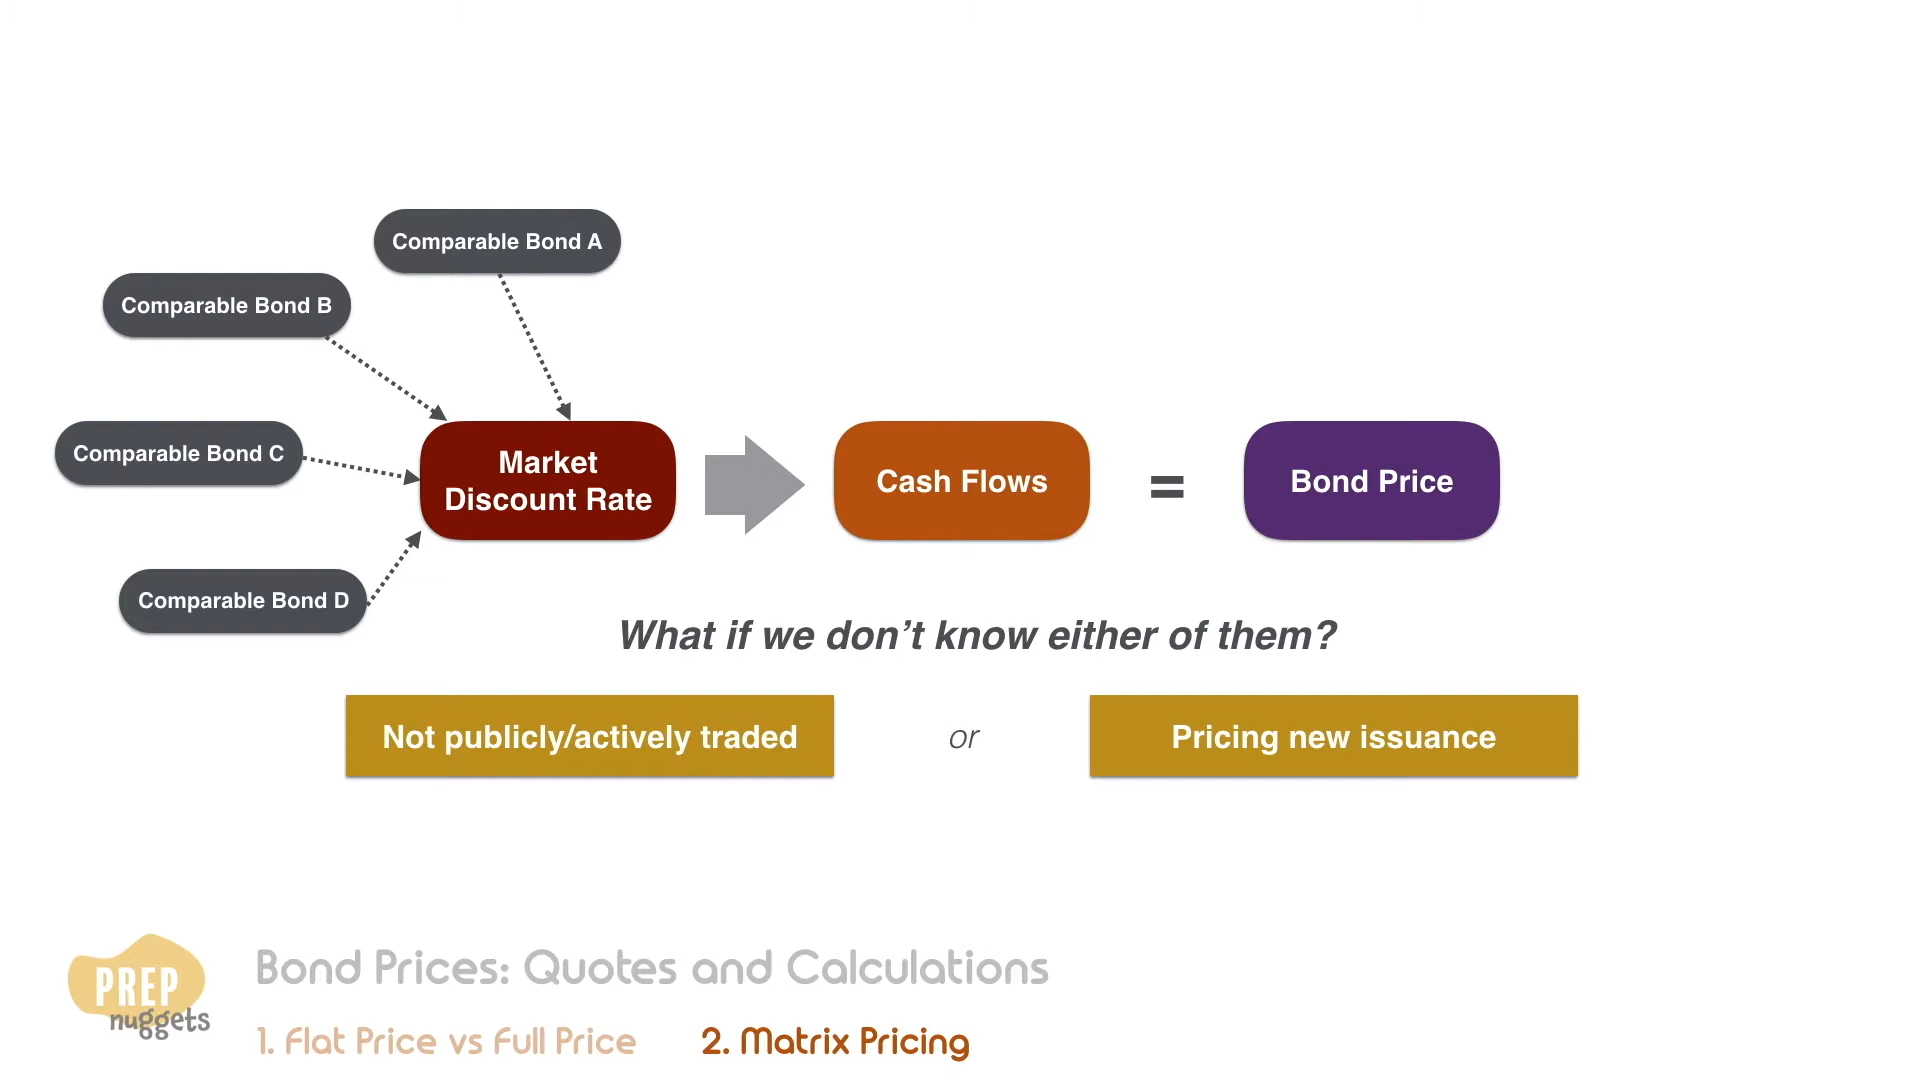 Comparable Bond A
Comparable Bond B
Comparable Bond C
Comparable Bond D
Market
Discount Rate
Cash Flows
=
Bond Price
What if we don’t know either of them?
Not publicly/actively traded
or
Pricing new issuance
PREP
nuggets
Bond Prices: Quotes and Calculations
1. Flat Price vs Full Price
2. Matrix Pricing